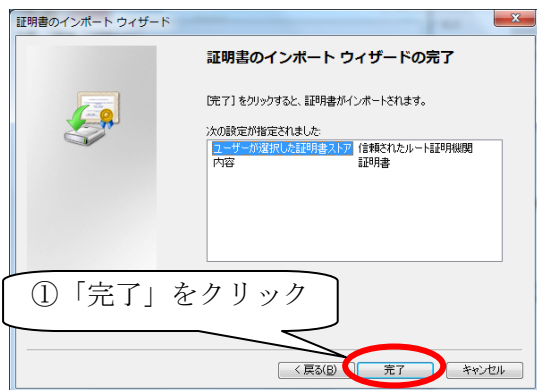 証明書のインポート ウィザード
証明書のインポート ウィザードの完了
[完了] をクリックすると、証明書がインポートされます。
次の設定が指定されました:
ユーザーが選択した証明書ストア 信頼されたルート証明機関
内容 証明書
①「完了」をクリック
< 戻る(B) 完了 キャンセル